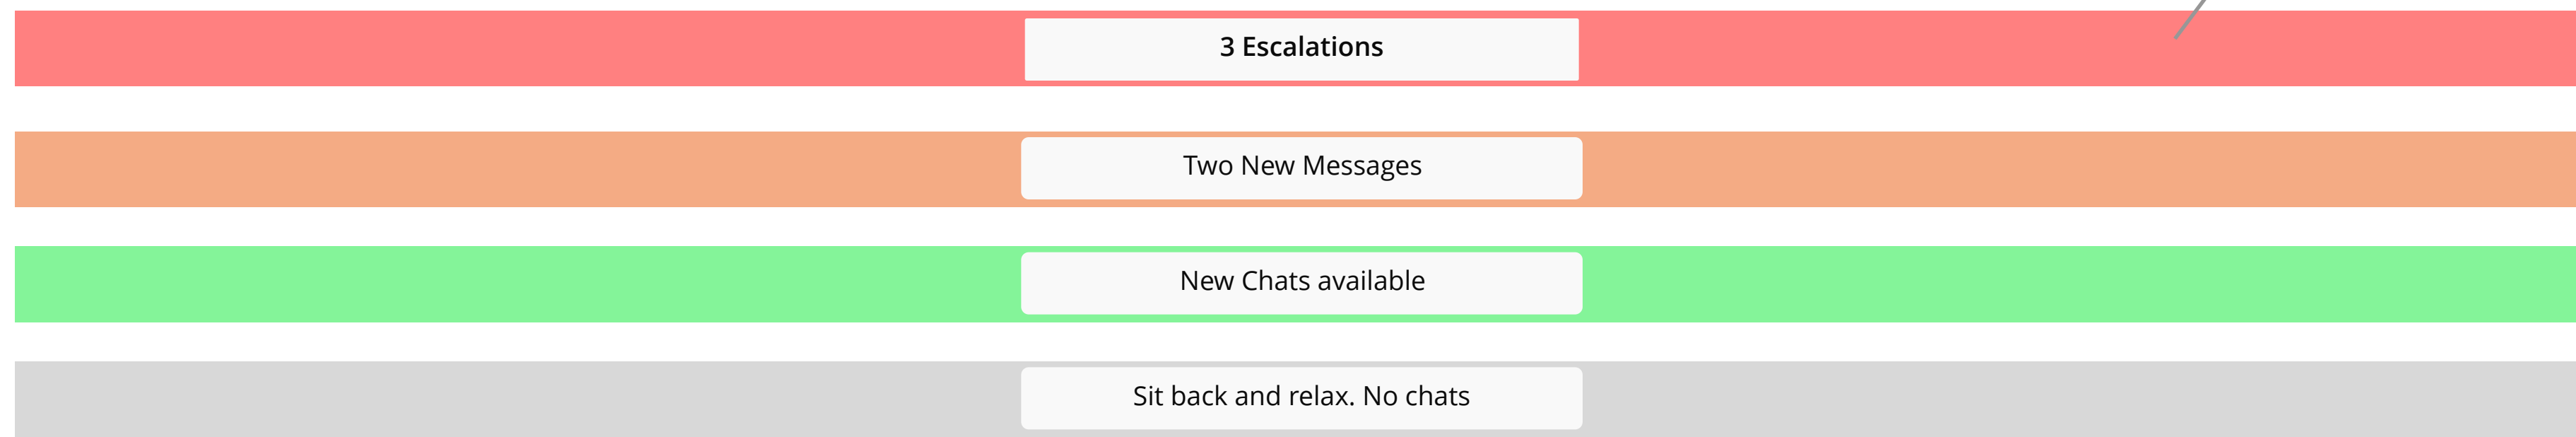 3 Escalations
Two New Messages
New Chats available
Sit back and relax. No chats